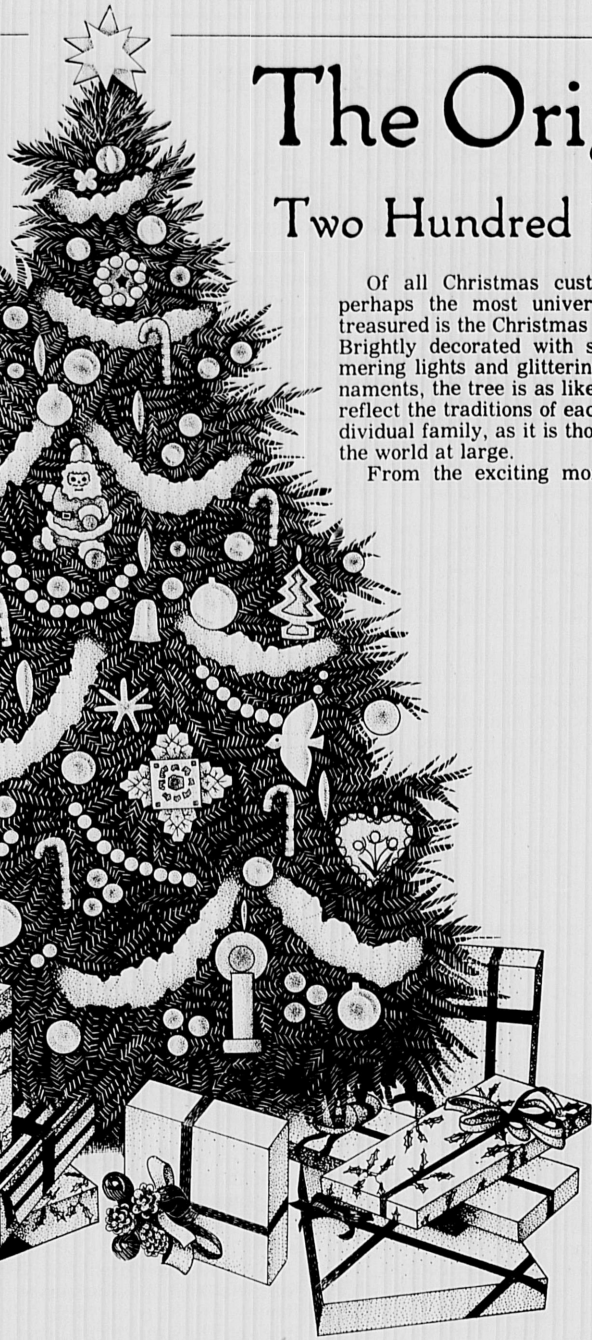 The Orig
Two Hundred
Of all Christmas cust
perhaps the most univer
treasured is the Christmas
Brightly decorated with s
mering lights and glitterin
naments, the tree is as like
reflect the traditions of eac
dividual family, as it is tho
the world at large.
From the exciting mo